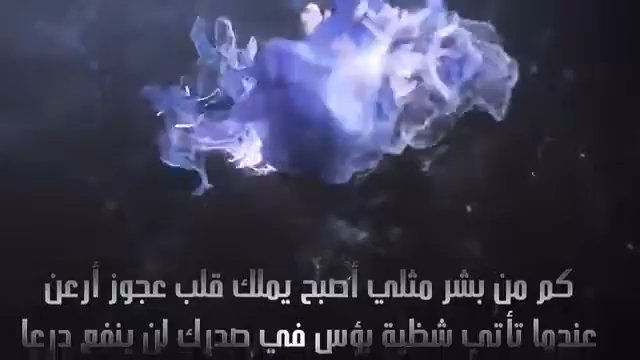 كم من بشر مثلي أصبح يملك قلب عجوز أرعن
عندما تأتي شظية بؤس في صدرك لن ينفع درعا